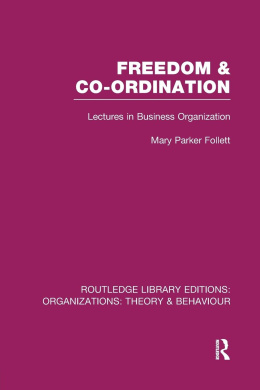 FREEDOM &
CO-ORDINATION
Lectures in Business Organization
Mary Parker Follett
ROUTLEDGE LIBRARY EDITIONS:
ORGANIZATIONS: THEORY & BEHAVIOUR